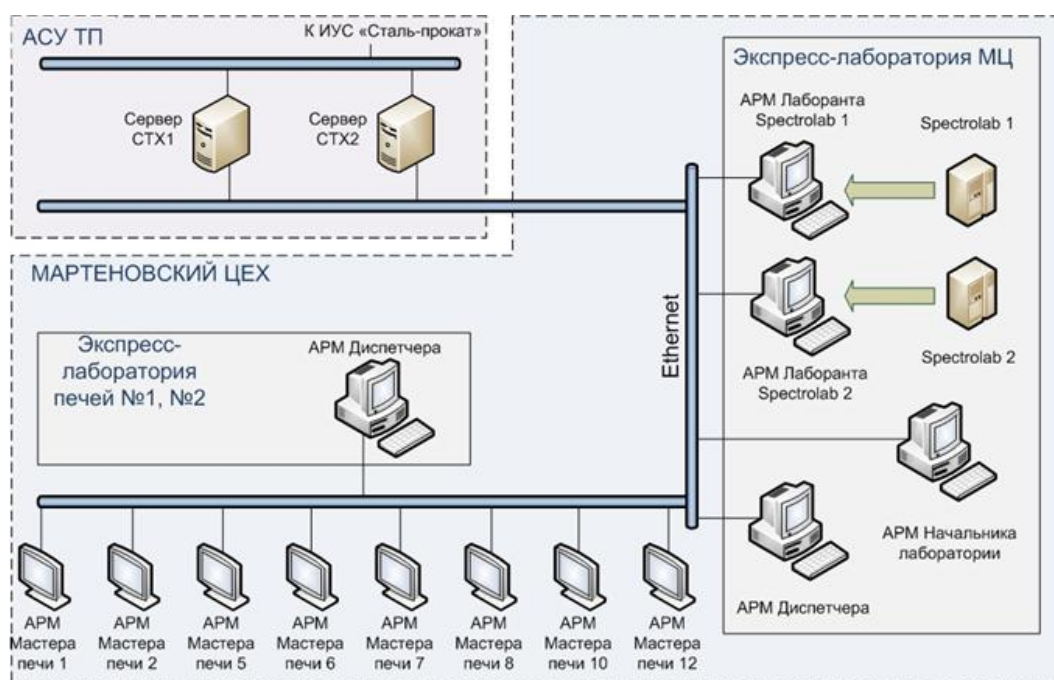 АСУ ТП
К ИУС «Сталь-прокат»
Сервер
СТХ1
Сервер
СТХ2
Экспресс-лаборатория МЦ
АРМ Лаборанта
Spectrolab 1
Spectrolab 1
АРМ Лаборанта
Spectrolab 2
Spectrolab 2
Ethernet
АРМ Начальника
лаборатории
АРМ Диспетчера
МАРТЕНОВСКИЙ ЦЕХ
Экспресс-
лаборатория
печей №1, №2
АРМ Диспетчера
АРМ
Мастера
печи 1
АРМ
Мастера
печи 2
АРМ
Мастера
печи 5
АРМ
Мастера
печи 6
АРМ
Мастера
печи 7
АРМ
Мастера
печи 8
АРМ
Мастера
печи 10
АРМ
Мастера
печи 12